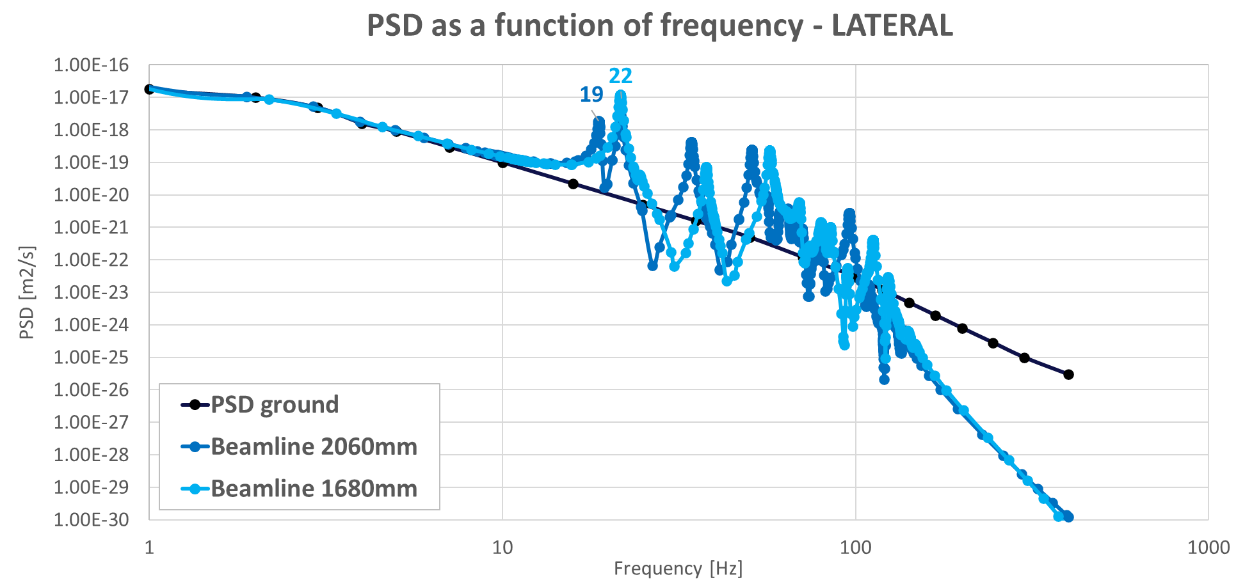 PSD as a function of frequency - LATERAL
PSD [m2/s]
1.00E-16
1.00E-17
1.00E-18
1.00E-19
1.00E-20
1.00E-21
1.00E-22
1.00E-23
1.00E-24
1.00E-25
1.00E-26
1.00E-27
1.00E-28
1.00E-29
1.00E-30
19
22
PSD ground
Beamline 2060mm
Beamline 1680mm
1 10 100 1000
Frequency [Hz]